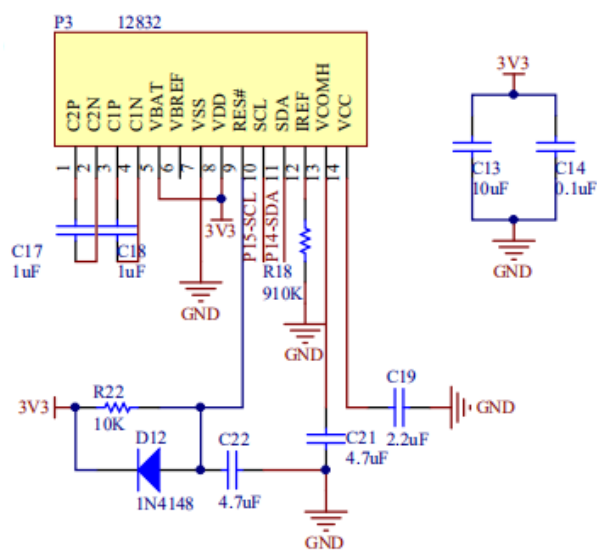 P3 12832
C2P
C2N
C1P
C1N
VBAT
VBREF
VSS
VDD
RES#
SCL
SDA
IREF
VCOMH
VCC
1
2
3
4
5
6
7
8
9
10
11
12
13
14
P15-SCL
P14-SDA
3V3
C17
1uF
C18
1uF
GND
R18
910K
GND
3V3
C13
10uF
C14
0.1uF
GND
3V3
R22
10K
D12
1N4148
C22
4.7uF
C21
4.7uF
C19
2.2uF
GND
GND